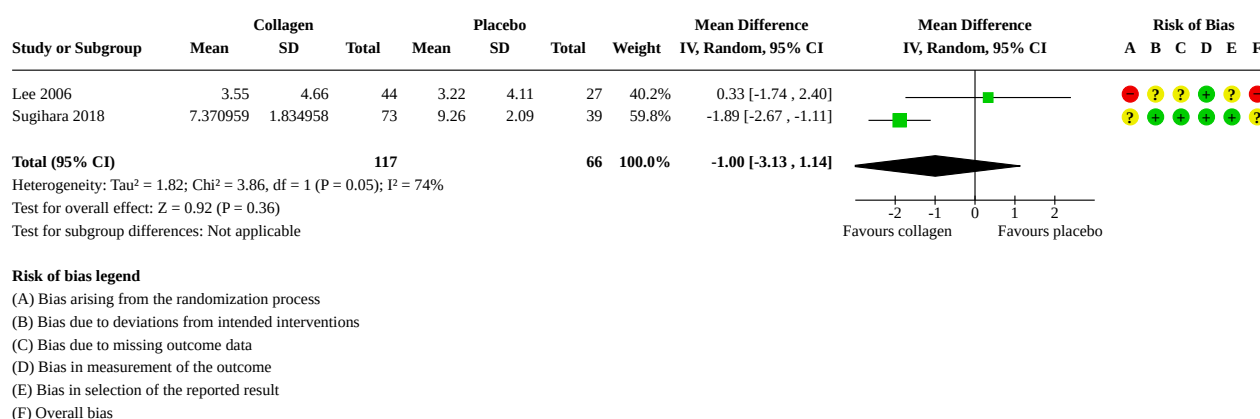 Collagen Placebo Mean Difference Mean Difference Risk of Bias
Study or Subgroup Mean SD Total Mean SD Total Weight IV, Random, 95% CI IV, Random, 95% CI A B C D E F
Lee 2006 3.55 4.66 44 3.22 4.11 27 40.2% 0.33 [-1.74 , 2.40] − ? ? + ? −
Sugihara 2018 7.370959 1.834958 73 9.26 2.09 39 59.8% -1.89 [-2.67 , -1.11] ? + + + + ?
Total (95% CI) 117 66 100.0% -1.00 [-3.13 , 1.14]
Heterogeneity: Tau² = 1.82; Chi² = 3.86, df = 1 (P = 0.05); I² = 74%
Test for overall effect: Z = 0.92 (P = 0.36) -2 -1 0 1 2
Test for subgroup differences: Not applicable Favours collagen Favours placebo
Risk of bias legend
(A) Bias arising from the randomization process
(B) Bias due to deviations from intended interventions
(C) Bias due to missing outcome data
(D) Bias in measurement of the outcome
(E) Bias in selection of the reported result
(F) Overall bias